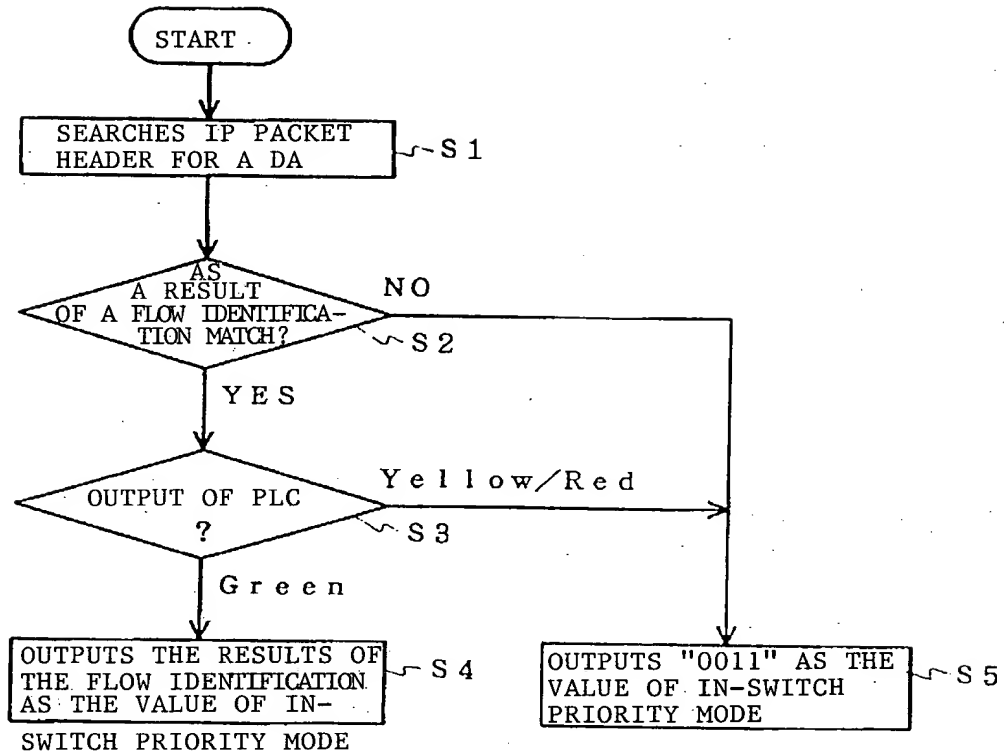 START
SEARCHES IP PACKET
HEADER FOR A DA
S1
AS
A RESULT
OF A FLOW IDENTIFICA-
TION MATCH?
NO
S2
YES
OUTPUT OF PLC
?
Yellow/Red
S3
Green
OUTPUTS THE RESULTS OF
THE FLOW IDENTIFICATION
AS THE VALUE OF IN-
SWITCH PRIORITY MODE
S4
OUTPUTS "0011" AS THE
VALUE OF IN-SWITCH
PRIORITY MODE
S5